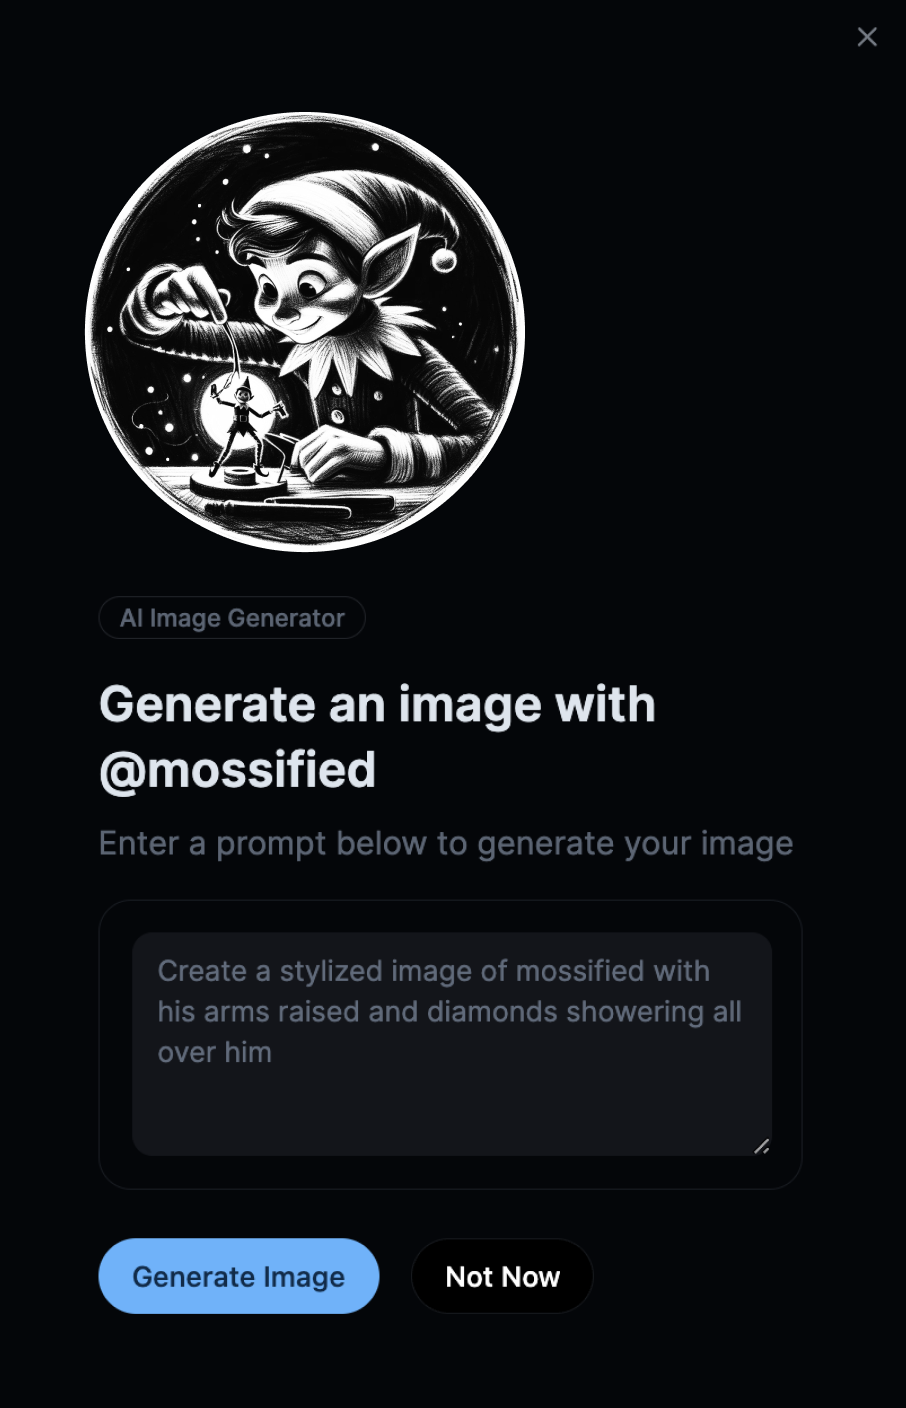 AI Image Generator
Generate an image with
@mossified
Enter a prompt below to generate your image
Create a stylized image of mossified with
his arms raised and diamonds showering all
over him
Generate Image
Not Now